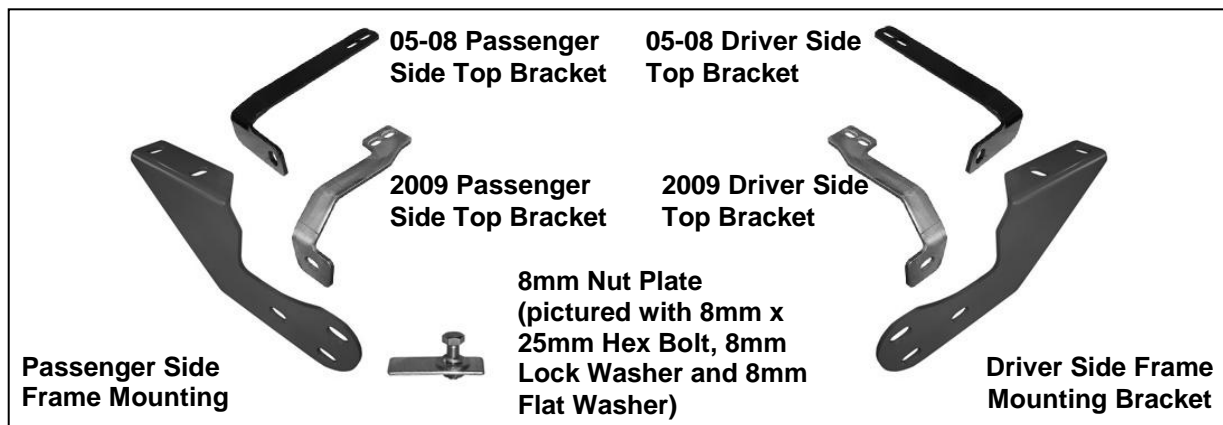 05-08 Passenger
Side Top Bracket
05-08 Driver Side
Top Bracket
2009 Passenger
Side Top Bracket
2009 Driver Side
Top Bracket
8mm Nut Plate
(pictured with 8mm x
25mm Hex Bolt, 8mm
Lock Washer and 8mm
Flat Washer)
Passenger Side
Frame Mounting
Driver Side Frame
Mounting Bracket